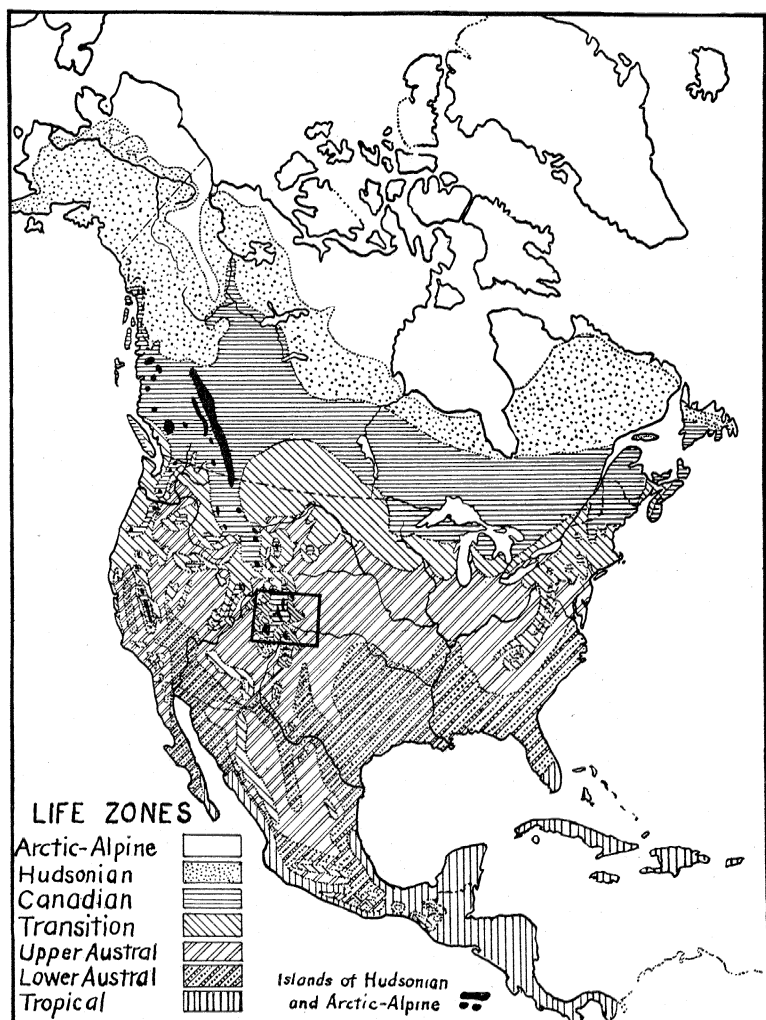 LIFE ZONES
Arctic-Alpine
Hudsonian
Canadian
Transition
Upper Austral
Lower Austral
Tropical
Islands of Hudsonian
and Arctic-Alpine